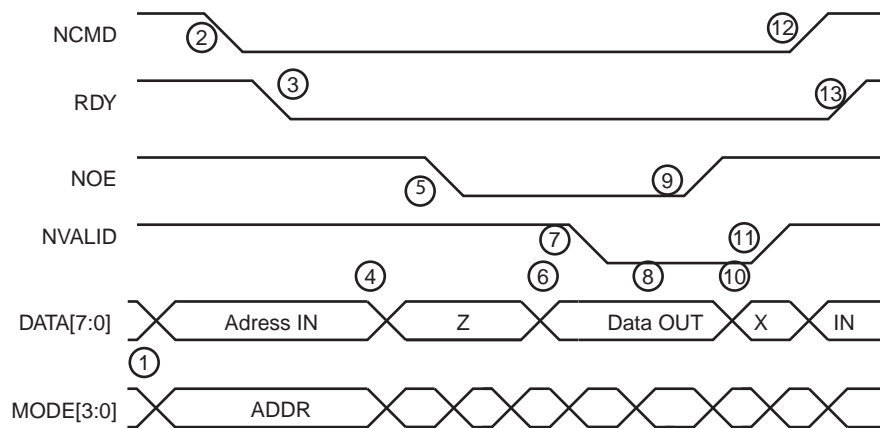 NCMD 2 12
RDY 3 13
NOE 5 9
NVALID 7 11
4 6 8 10
DATA[7:0] Adress IN Z Data OUT X IN
1
MODE[3:0] ADDR